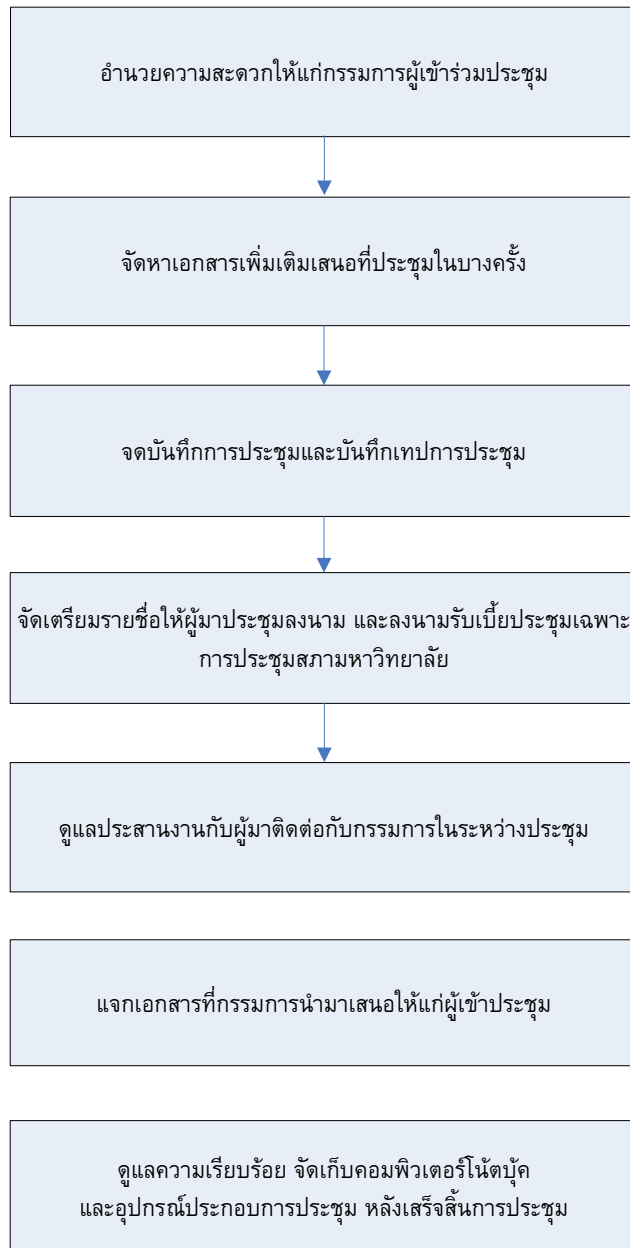 อำนวยความสะดวกให้แก่กรรมการผู้เข้าร่วมประชุม
จัดหาเอกสารเพิ่มเติมเสนอที่ประชุมในบางครั้ง
จดบันทึกการประชุมและบันทึกเทปการประชุม
จัดเตรียมรายชื่อให้ผู้มาประชุมลงนาม และลงนามรับเบี้ยประชุมเฉพาะ
การประชุมสภามหาวิทยาลัย
ดูแลประสานงานกับผู้มาติดต่อกับกรรมการในระหว่างประชุม
แจกเอกสารที่กรรมการนำมาเสนอให้แก่ผู้เข้าประชุม
ดูแลความเรียบร้อย จัดเก็บคอมพิวเตอร์โน้ตบุ้ค
และอุปกรณ์ประกอบการประชุม หลังเสร็จสิ้นการประชุม